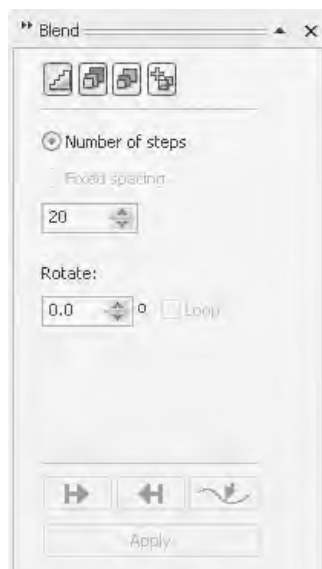 Blend
Number of steps
Fixed spacing
20
Rotate:
0.0 ° Loop
Apply